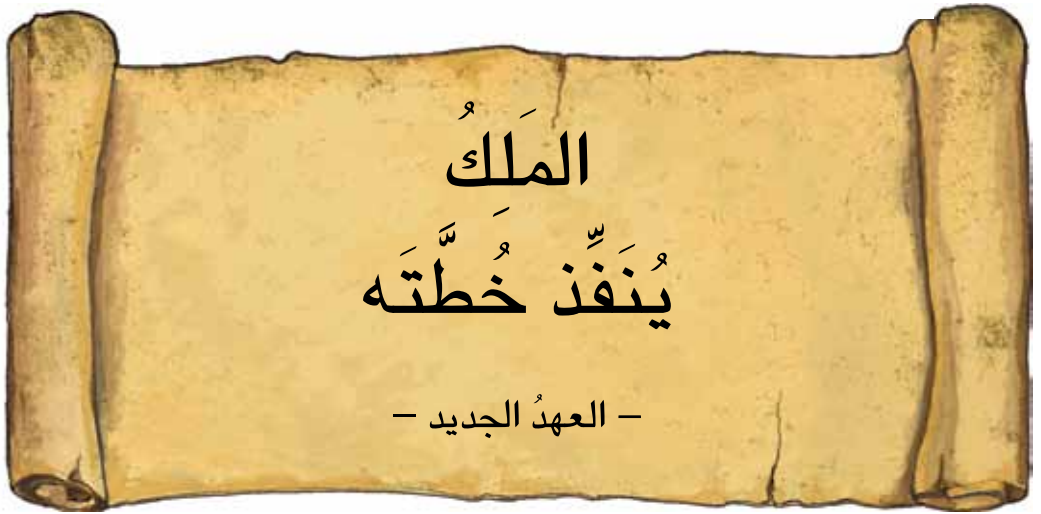 المَلَكُ
يُنَفِّذ خُطَّتَه
– العهدُ الجديد –